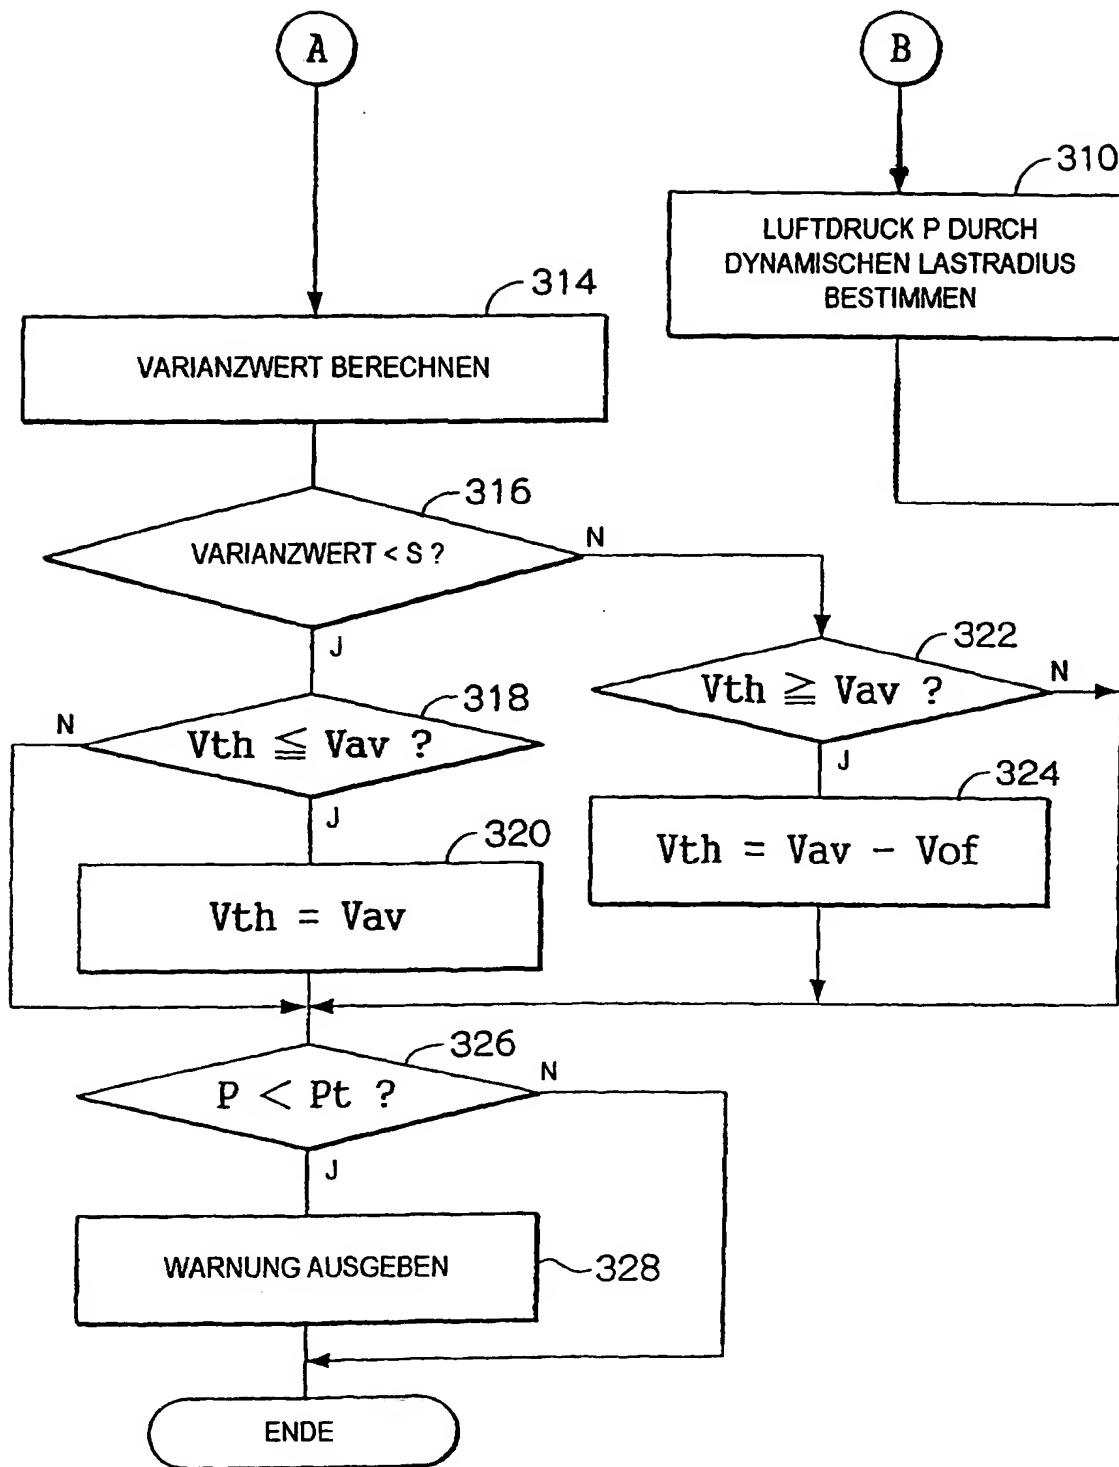 A
B
310
LUFTDRUCK P DURCH
DYNAMISCHEN LASTRADIUS
BESTIMMEN
314
VARIANZWERT BERECHNEN
316
VARIANZWERT < S ?
N
J
322
Vth ≧ Vav ?
N
J
318
N
Vth ≦ Vav ?
J
324
Vth = Vav − Vof
320
Vth = Vav
326
P < Pt ?
N
J
WARNUNG AUSGEBEN
328
ENDE